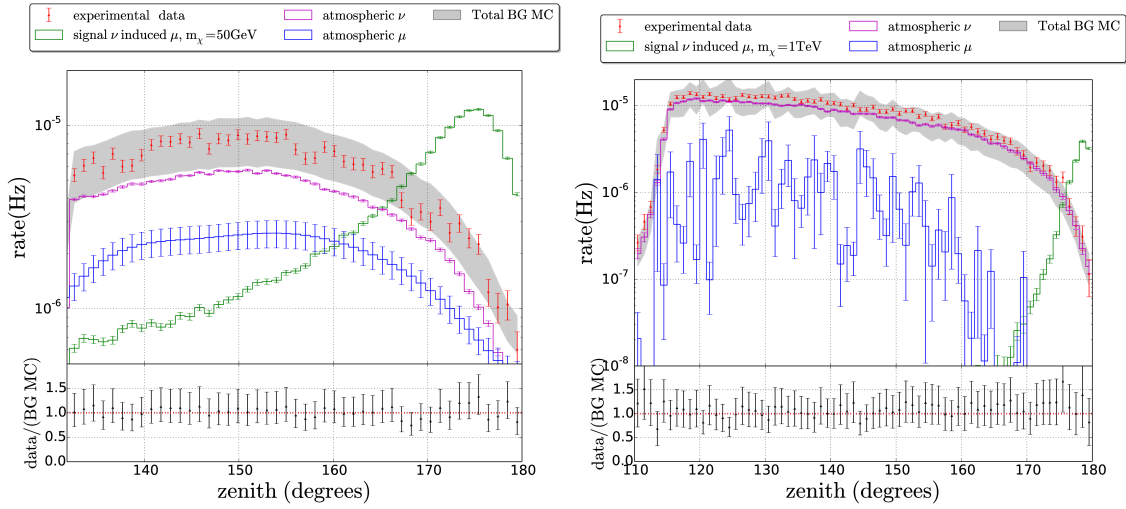 experimental data
signal ν induced μ, mχ=50GeV
atmospheric ν
atmospheric μ
Total BG MC
rate(Hz)
10⁻⁵
10⁻⁶
data/(BG MC)
1.5
1.0
0.5
0.0
140 150 160 170 180
zenith (degrees)
experimental data
signal ν induced μ, mχ=1TeV
atmospheric ν
atmospheric μ
Total BG MC
rate(Hz)
10⁻⁵
10⁻⁶
10⁻⁷
10⁻⁸
data/(BG MC)
1.5
1.0
0.5
0.0
110 120 130 140 150 160 170 180
zenith (degrees)